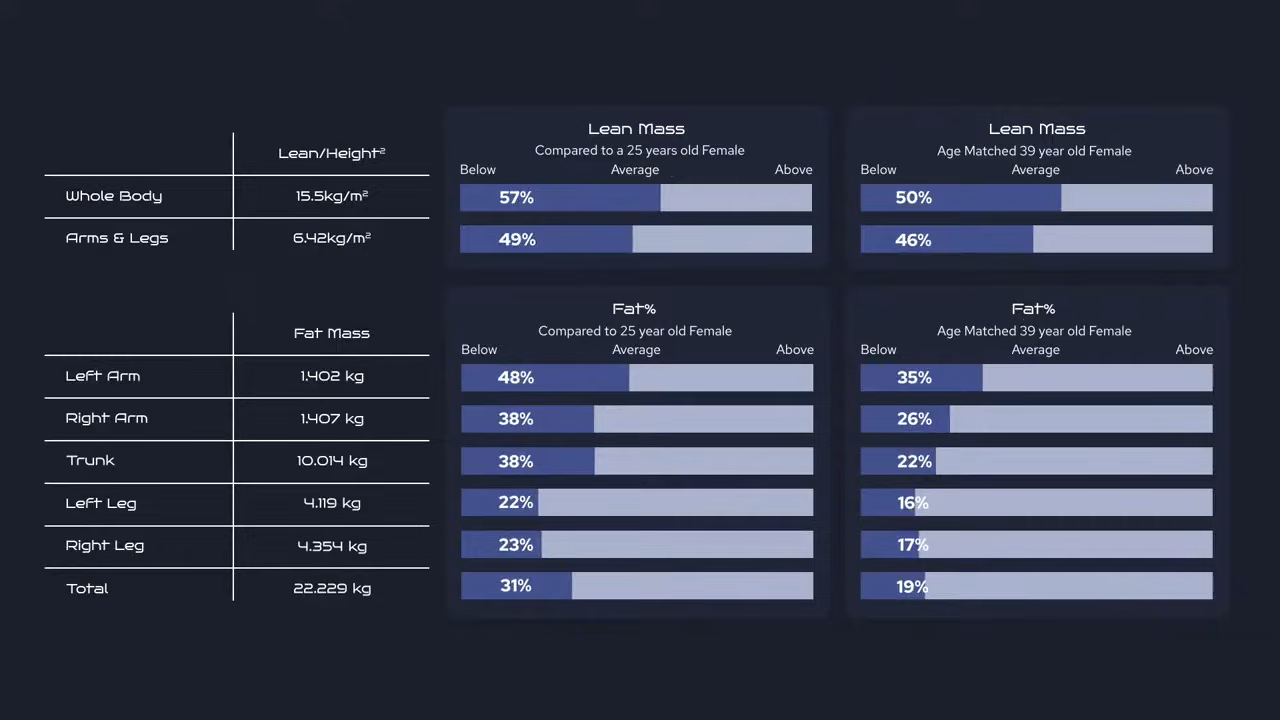 Lean/Height²
Whole Body 15.5kg/m²
Arms & Legs 6.42kg/m²
Lean Mass
Compared to a 25 years old Female
Below Average Above
57%
49%
Lean Mass
Age Matched 39 year old Female
Below Average Above
50%
46%
Fat Mass
Left Arm 1.402 kg
Right Arm 1.407 kg
Trunk 10.014 kg
Left Leg 4.119 kg
Right Leg 4.354 kg
Total 22.229 kg
Fat%
Compared to 25 year old Female
Below Average Above
48%
38%
38%
22%
23%
31%
Fat%
Age Matched 39 year old Female
Below Average Above
35%
26%
22%
16%
17%
19%